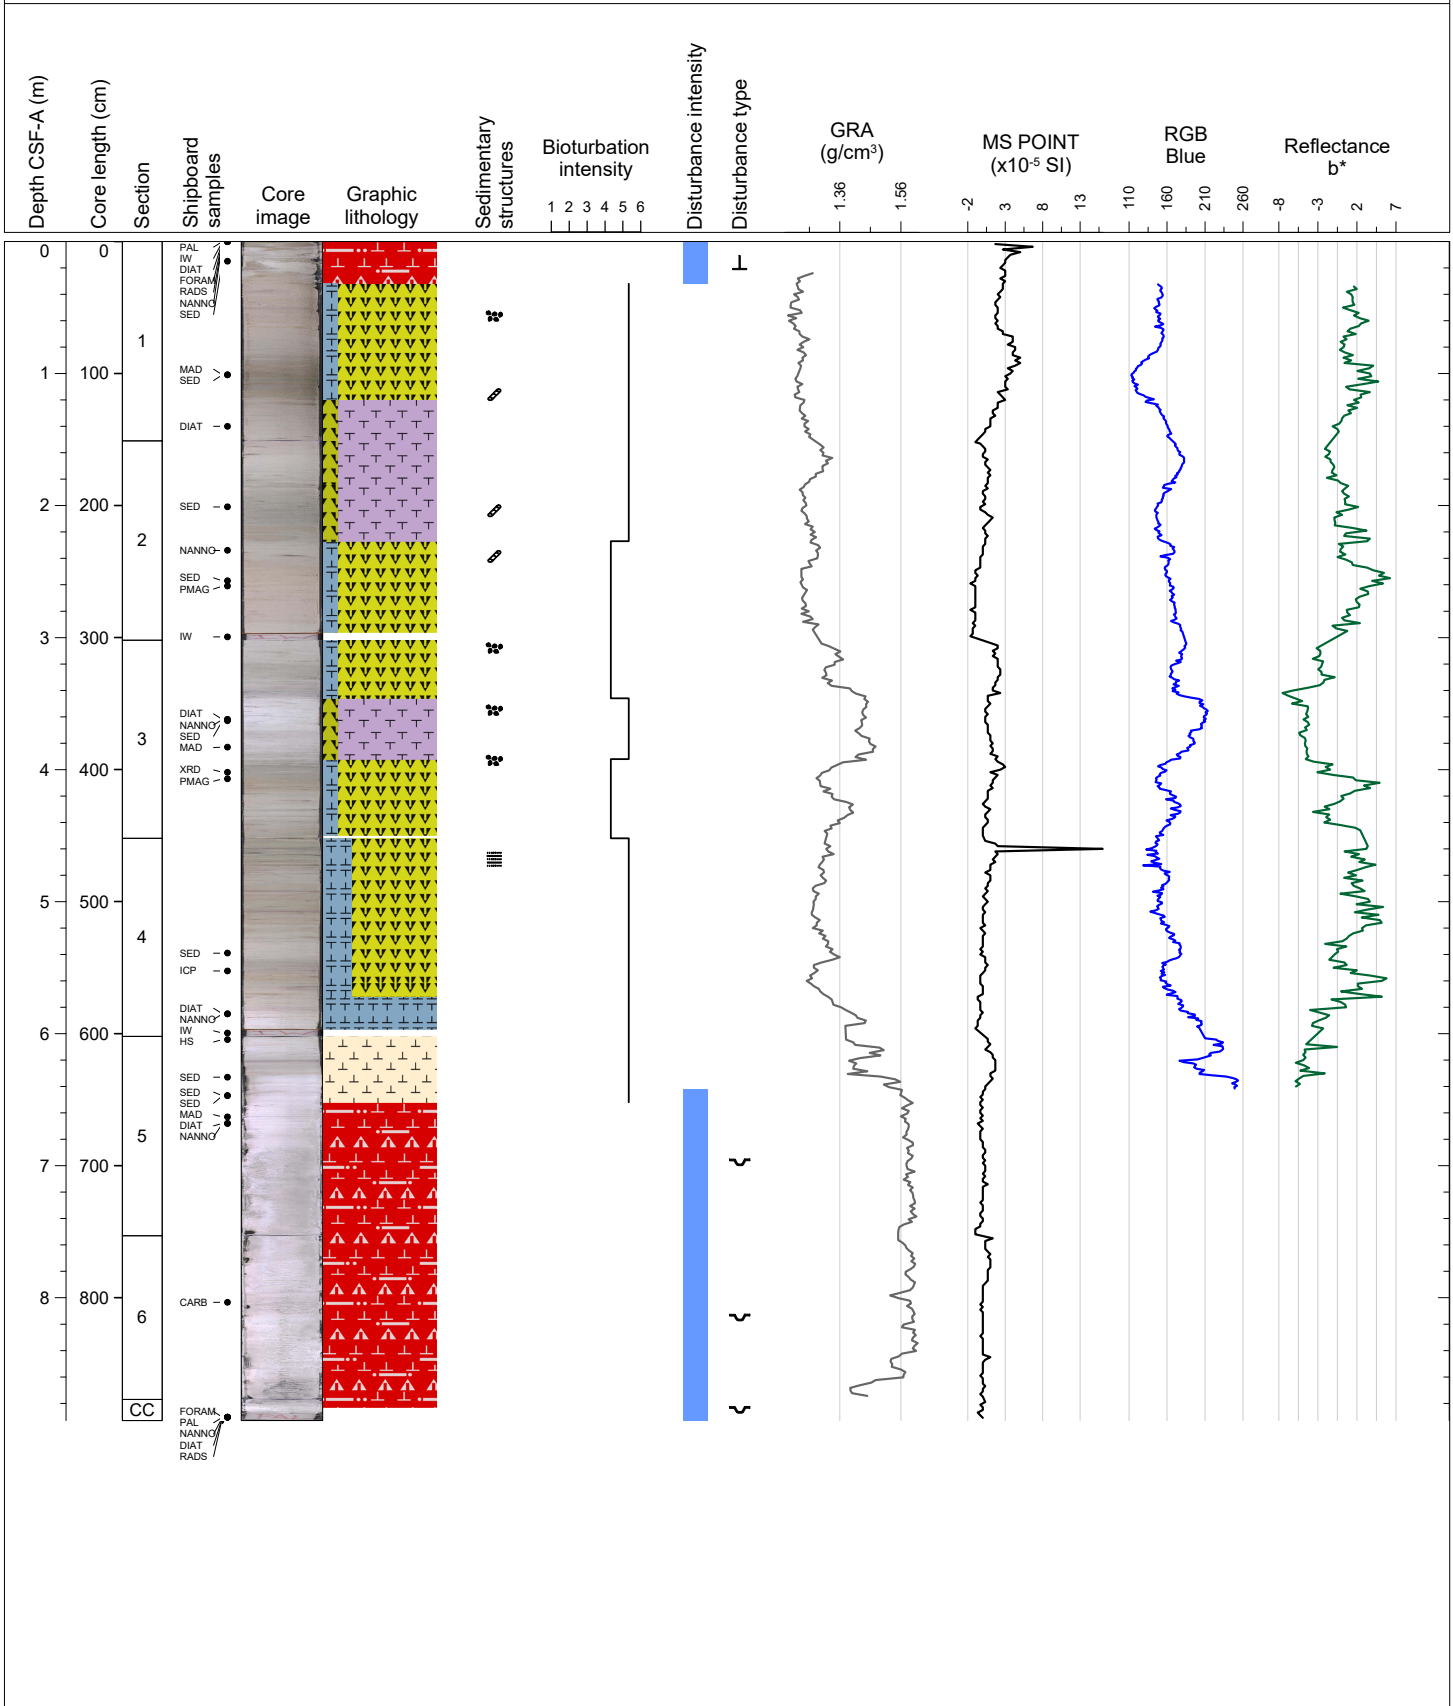 Depth CSF-A (m)
Core length (cm)
Section
Shipboard
samples
Core
image
Graphic
lithology
Sedimentary
structures
Bioturbation
intensity
1 2 3 4 5 6
Disturbance intensity
Disturbance type
GRA
(g/cm³)
1.36
1.56
MS POINT
(x10⁻⁵ SI)
-2
3
8
13
RGB
Blue
110
160
210
260
Reflectance
b*
-8
-3
2
7
0
1
2
3
4
5
6
7
8
0
100
200
300
400
500
600
700
800
1
2
3
4
5
6
CC
PAL
IW
DIAT
FORAM
RADS
NANNO
SED
MAD
SED
DIAT
SED
NANNO
SED
PMAG
IW
DIAT
NANNO
SED
MAD
XRD
PMAG
SED
ICP
DIAT
NANNO
IW
HS
SED
SED
SED
MAD
DIAT
NANNO
CARB
FORAM
PAL
NANNO
DIAT
RADS